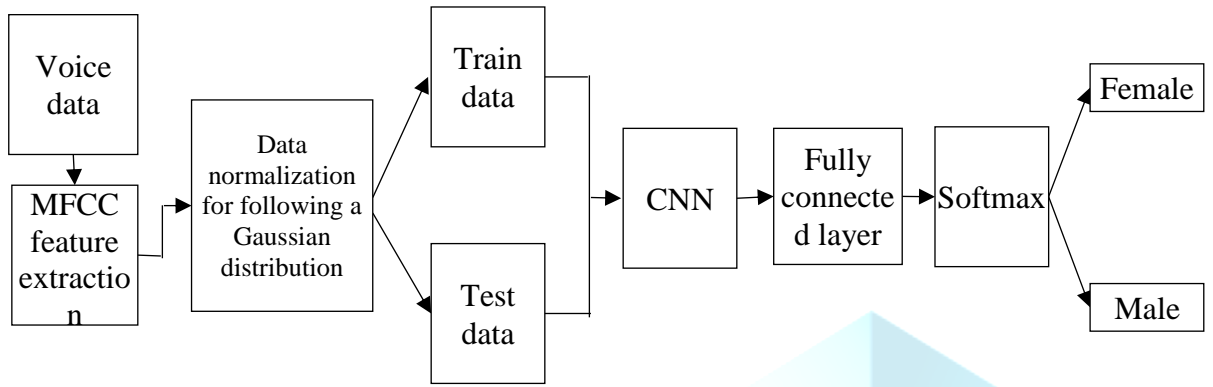 Voice
data
MFCC
feature
extractio
n
Data
normalization
for following a
Gaussian
distribution
Train
data
Test
data
CNN
Fully
connecte
d layer
Softmax
Female
Male